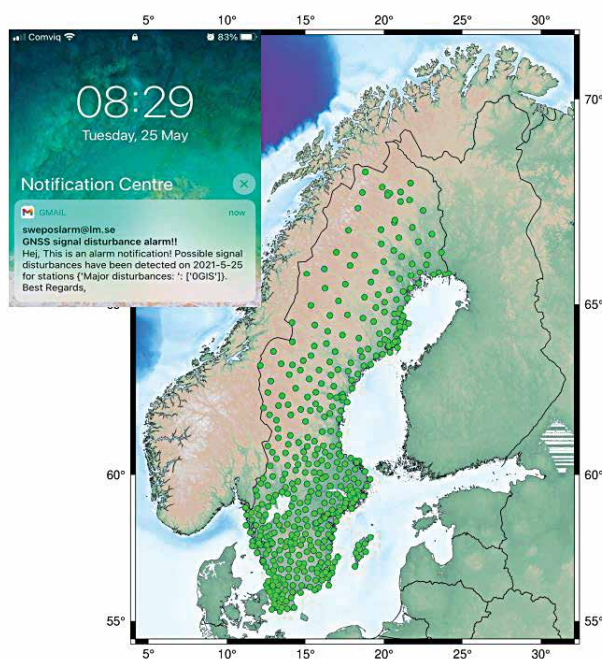 5° 10° 15° 20° 25° 30°
Comviq 83%
08:29
Tuesday, 25 May
Notification Centre
GMAIL now
sweposlarm@lm.se
GNSS signal disturbance alarm!!
Hej, This is an alarm notification! Possible signal
disturbances have been detected on 2021-5-25
for stations {'Major disturbances: ': ['0GIS']}.
Best Regards,
70°
65° 65°
60° 60°
55° 55°
5° 10° 15° 20° 25° 30°